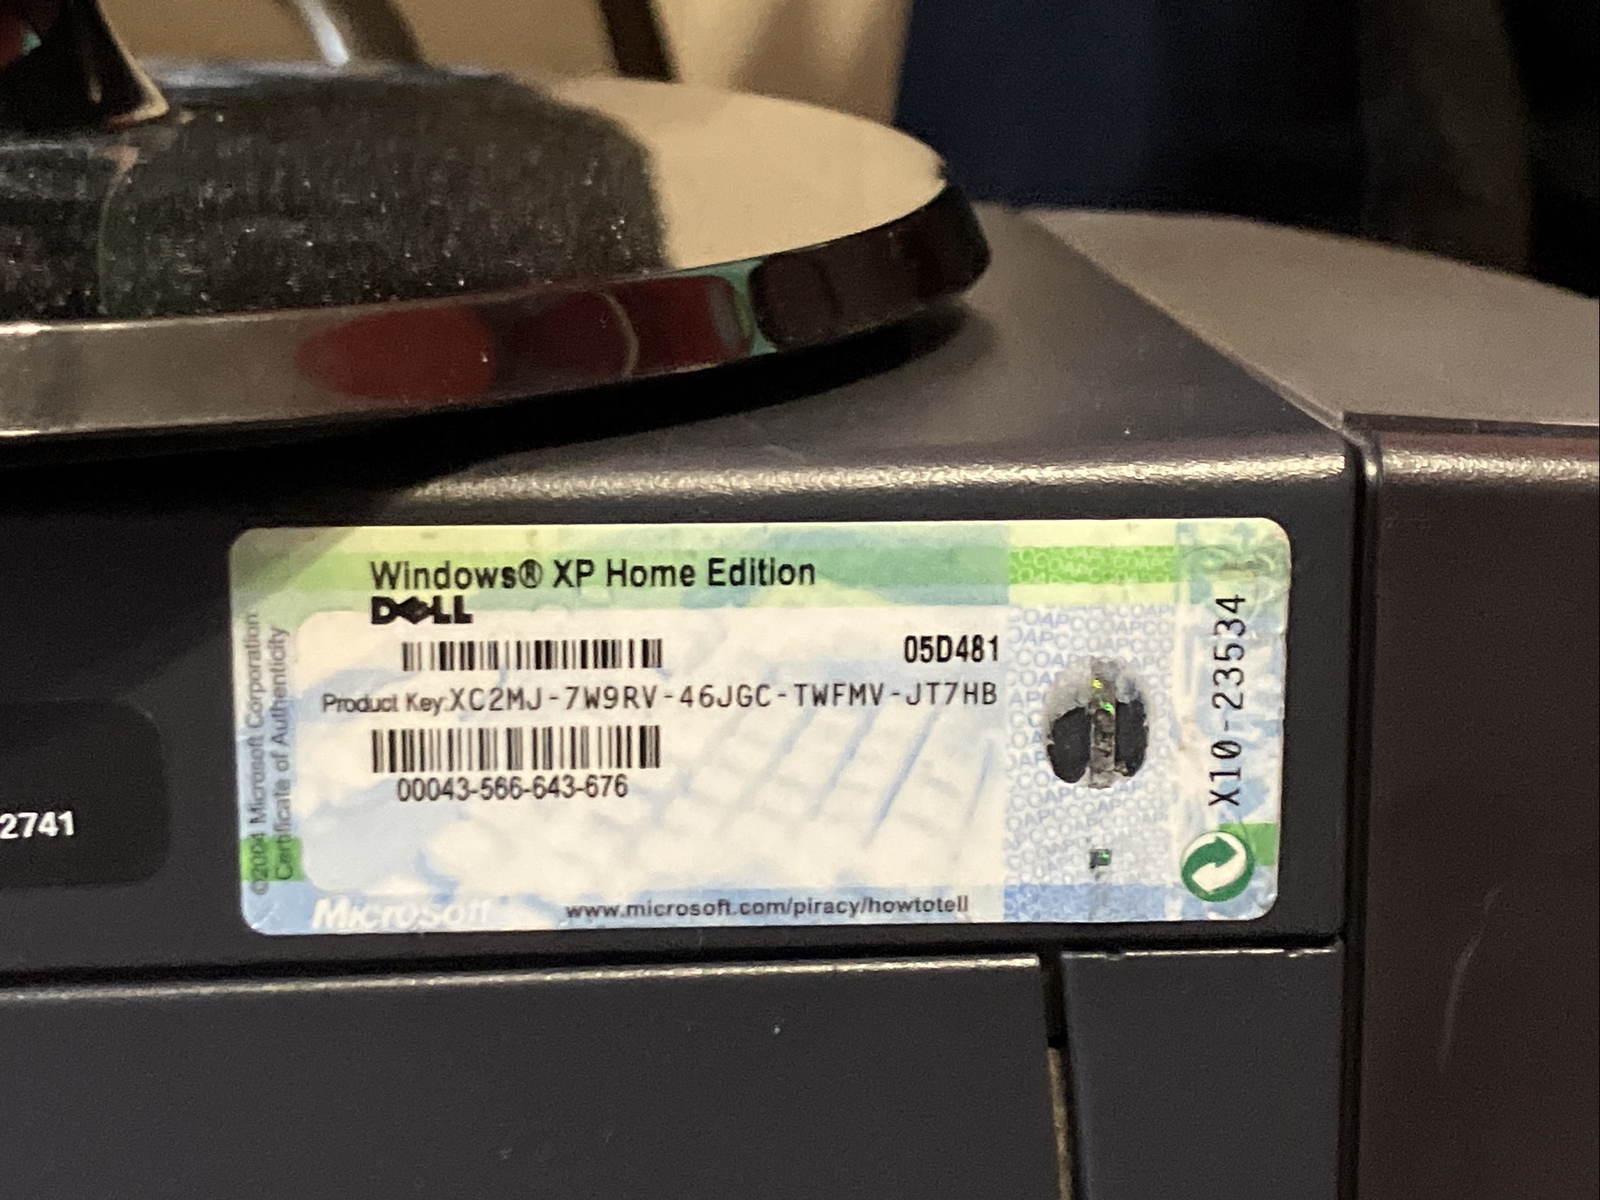 Windows® XP Home Edition
DELL
05D481
Product Key:XC2MJ-7W9RV-46JGC-TWFMV-JT7HB
00043-566-643-676
www.microsoft.com/piracy/howtotell
Microsoft
©2004 Microsoft Corporation
Certificate of Authenticity
X10-23534
2741